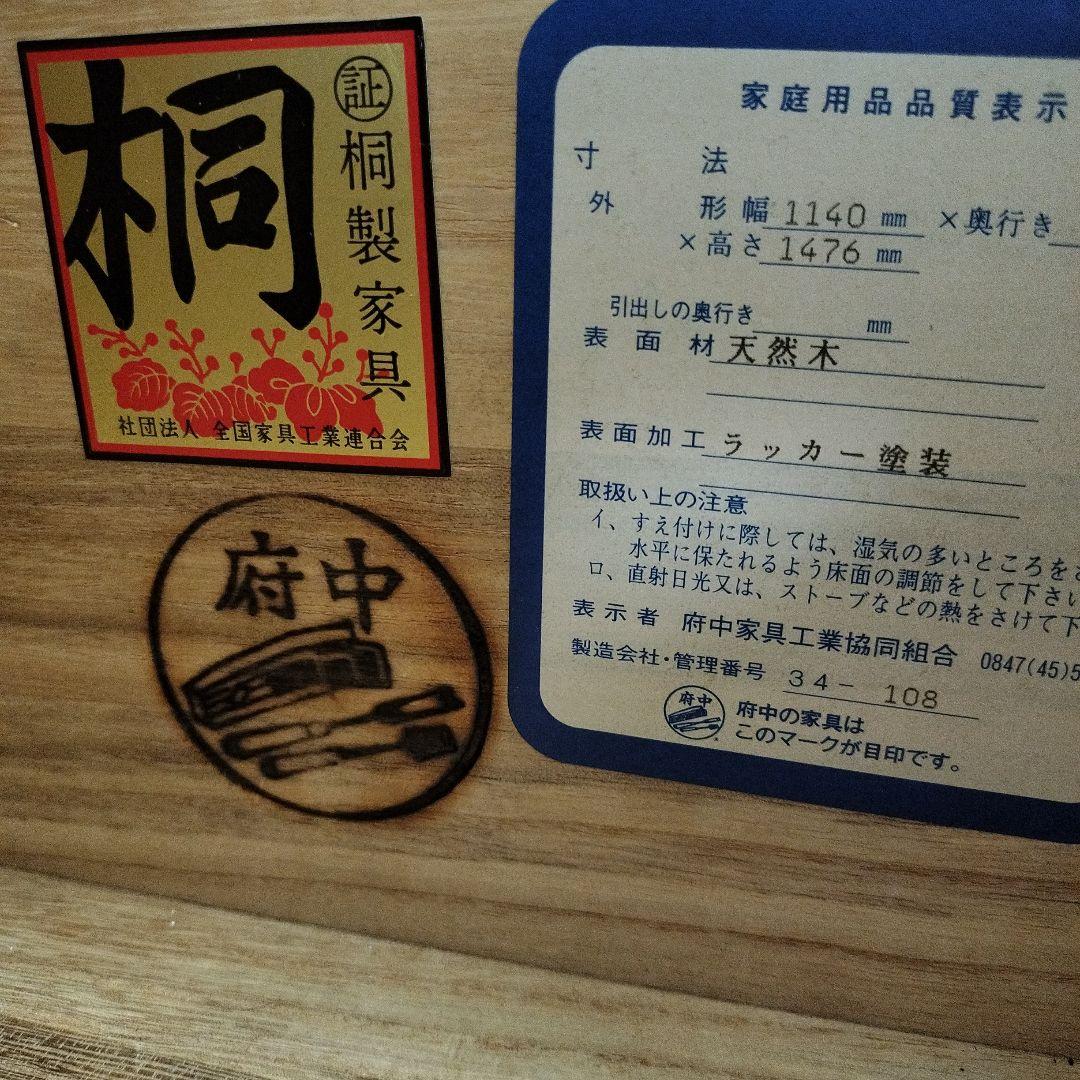 桐
証
桐製家具
社団法人 全国家具工業連合会
府中
家庭用品品質表示
寸 法
外 形 幅 1140 mm ×奥行き
×高さ 1476 mm
引出しの奥行き mm
表 面 材 天然木
表面加工 ラッカー塗装
取扱い上の注意
イ、すえ付けに際しては、湿気の多いところをさ
水平に保たれるよう床面の調節をして下さい
ロ、直射日光又は、ストーブなどの熱をさけて下
表 示 者 府中家具工業協同組合 0847(45)5
製造会社・管理番号 34- 108
府中
府中の家具は
このマークが目印です。